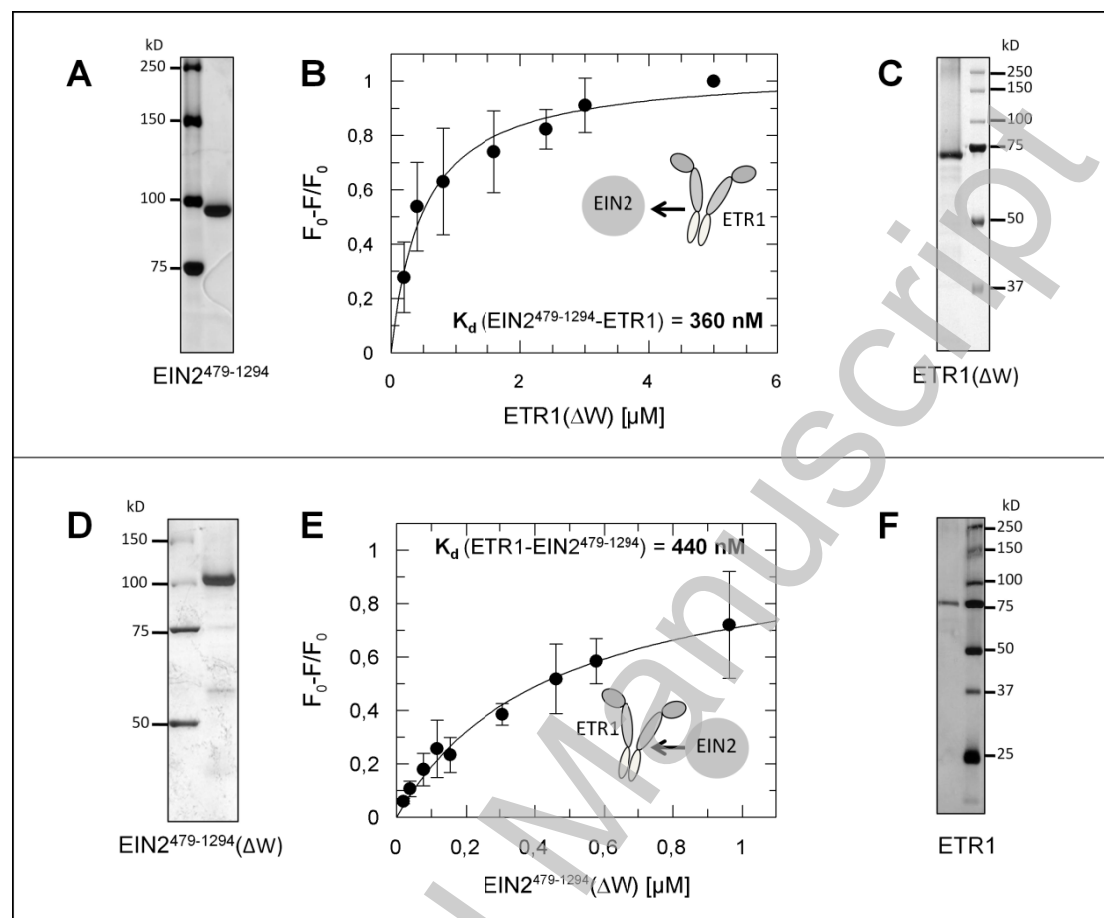 A
kD
250
150
100
75
EIN2⁴⁷⁹⁻¹²⁹⁴
B
F₀-F/F₀
1
0,8
0,6
0,4
0,2
0
0
2
4
6
ETR1(ΔW) [µM]
EIN2
ETR1
K_d (EIN2⁴⁷⁹⁻¹²⁹⁴-ETR1) = 360 nM
C
kD
250
150
100
75
50
37
ETR1(ΔW)
D
kD
150
100
75
50
EIN2⁴⁷⁹⁻¹²⁹⁴(ΔW)
E
K_d (ETR1-EIN2⁴⁷⁹⁻¹²⁹⁴) = 440 nM
F₀-F/F₀
1
0,8
0,6
0,4
0,2
0
0
0,2
0,4
0,6
0,8
1
EIN2⁴⁷⁹⁻¹²⁹⁴(ΔW) [µM]
ETR1
EIN2
F
kD
250
150
100
75
50
37
25
ETR1
Manuscript